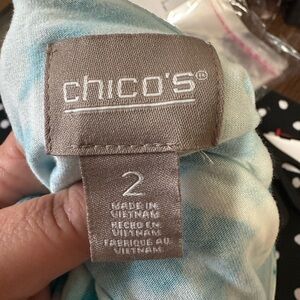 chico's®
2
MADE IN
VIETNAM
HECHO EN
VIETNAM
FABRIQUÉ AU
VIETNAM